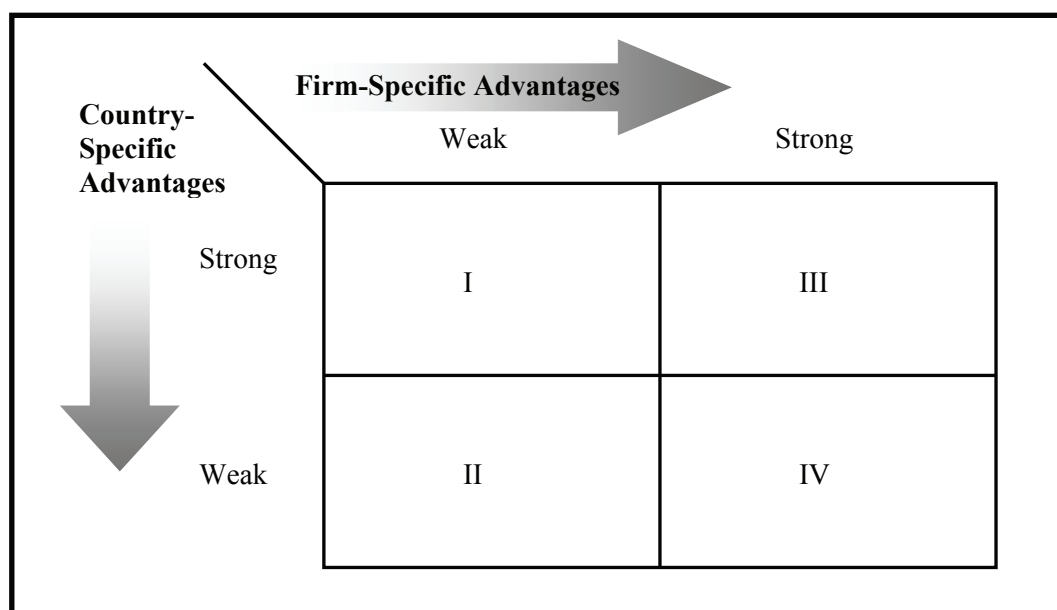 Firm-Specific Advantages
Country-
Specific
Advantages
Weak Strong
Strong I III
Weak II IV